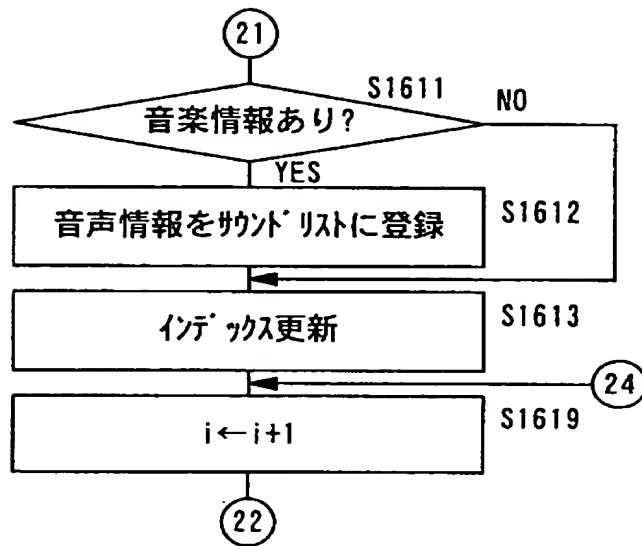 21
S1611
音楽情報あり?
NO
YES
音声情報をｻｳﾝﾄﾞﾘｽﾄに登録
S1612
ｲﾝﾃﾞｯｸｽ更新
S1613
24
i←i+1
S1619
22